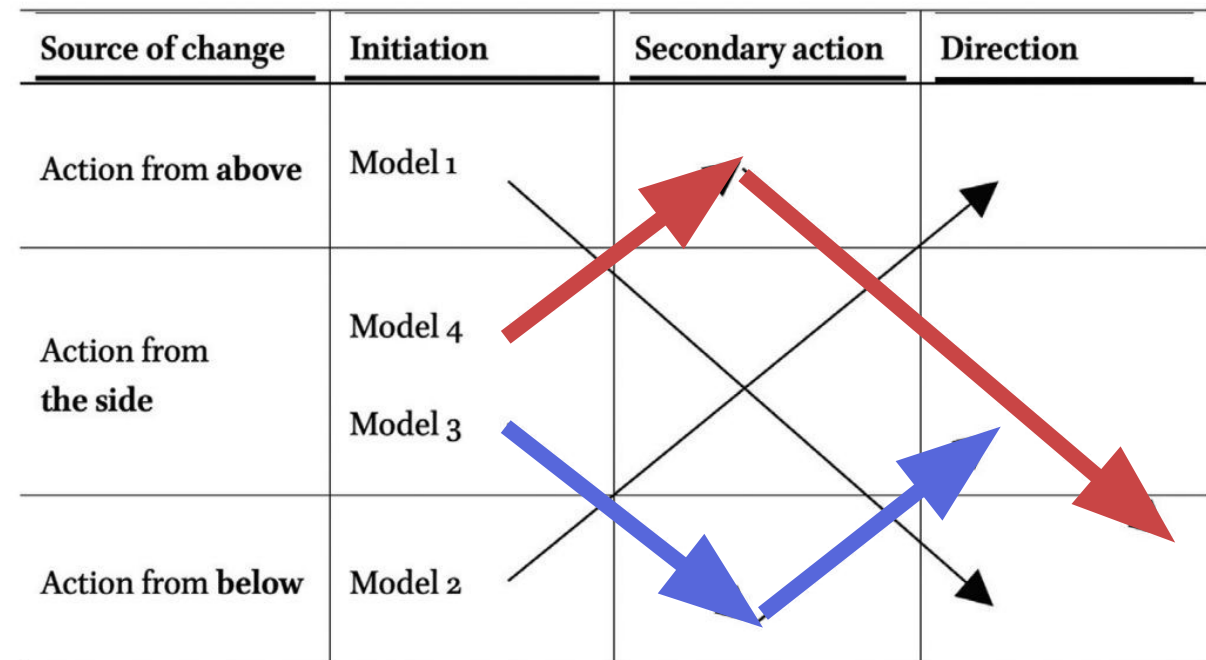 Source of change Initiation Secondary action Direction
Action from above Model 1
Action from
the side
Model 4
Model 3
Action from below Model 2